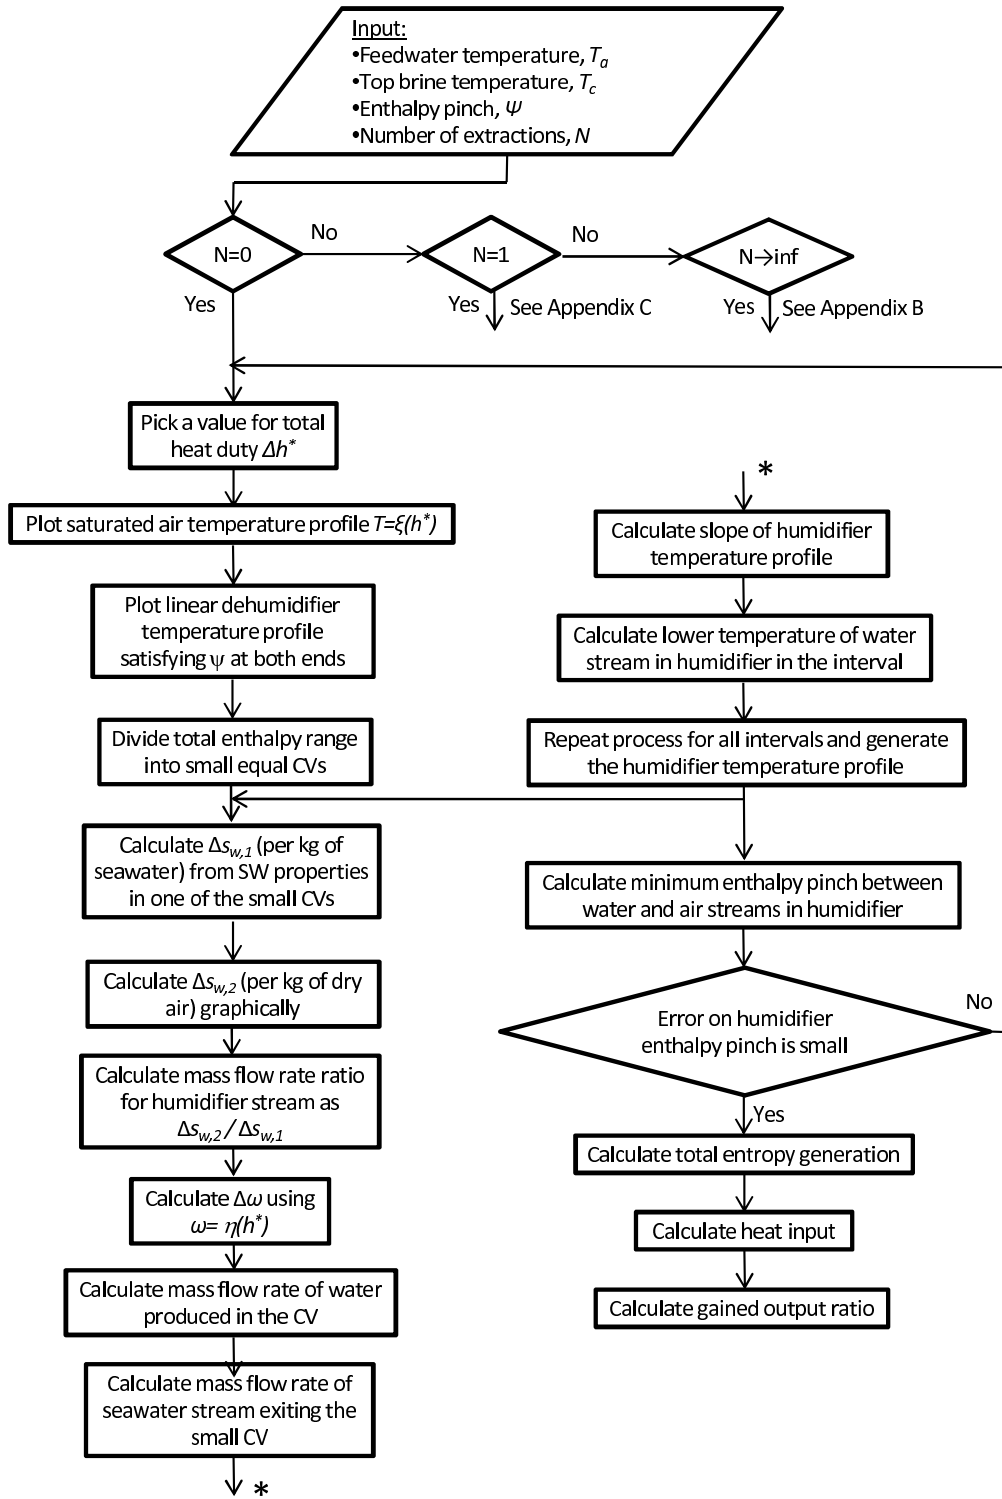 Input:
•Feedwater temperature, Ta
•Top brine temperature, Tc
•Enthalpy pinch, Ψ
•Number of extractions, N
N=0
No
N=1
No
N→inf
Yes
Yes
See Appendix C
Yes
See Appendix B
Pick a value for total
heat duty Δh*
Plot saturated air temperature profile T=ξ(h*)
Plot linear dehumidifier
temperature profile
satisfying ψ at both ends
Divide total enthalpy range
into small equal CVs
Calculate Δsw,1 (per kg of
seawater) from SW properties
in one of the small CVs
Calculate Δsw,2 (per kg of dry
air) graphically
Calculate mass flow rate ratio
for humidifier stream as
Δsw,2 / Δsw,1
Calculate Δω using
ω= η(h*)
Calculate mass flow rate of water
produced in the CV
Calculate mass flow rate of
seawater stream exiting the
small CV
*
*
Calculate slope of humidifier
temperature profile
Calculate lower temperature of water
stream in humidifier in the interval
Repeat process for all intervals and generate
the humidifier temperature profile
Calculate minimum enthalpy pinch between
water and air streams in humidifier
Error on humidifier
enthalpy pinch is small
No
Yes
Calculate total entropy generation
Calculate heat input
Calculate gained output ratio